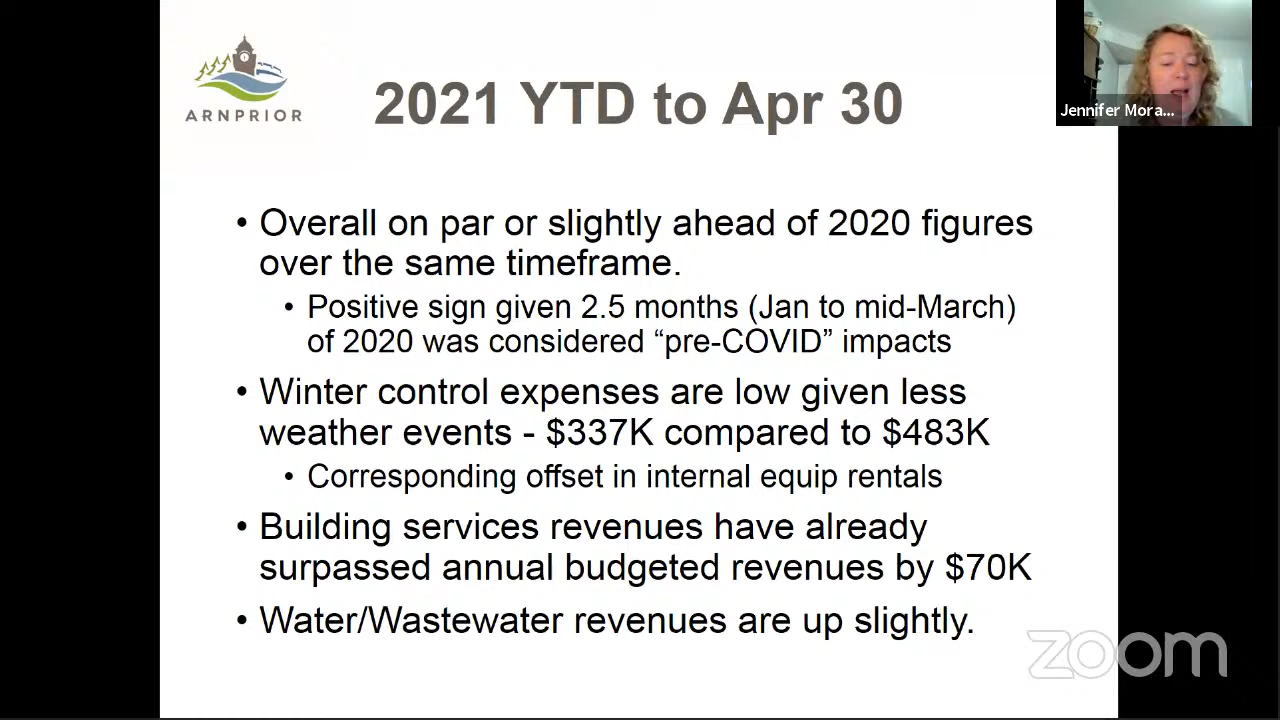 ARNPRIOR
2021 YTD to Apr 30
Jennifer Mora...
• Overall on par or slightly ahead of 2020 figures
over the same timeframe.
• Positive sign given 2.5 months (Jan to mid-March)
of 2020 was considered “pre-COVID” impacts
• Winter control expenses are low given less
weather events - $337K compared to $483K
• Corresponding offset in internal equip rentals
• Building services revenues have already
surpassed annual budgeted revenues by $70K
• Water/Wastewater revenues are up slightly.
zoom